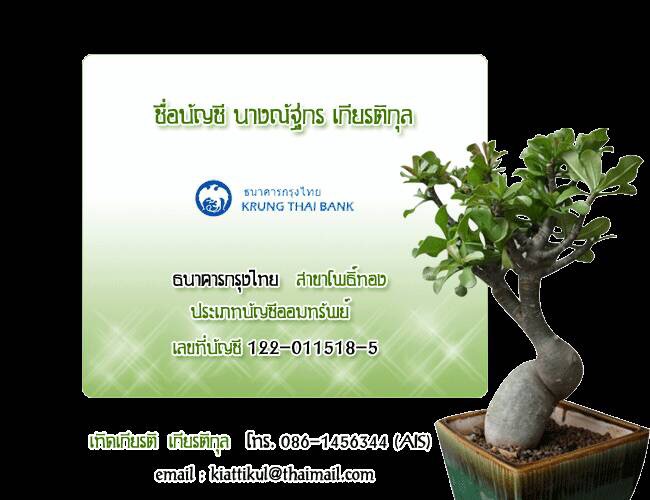 ชื่อบัญชี นางณัฐกร เกียรติกุล
ธนาคารกรุงไทย
KRUNG THAI BANK
ธนาคารกรุงไทย สาขาโพธิ์ทอง
ประเภทบัญชีออมทรัพย์
เลขที่บัญชี 122-011518-5
เกิดเกียรติ เกียรติกุล โทร. 086-1456344 (AIS)
email : kiattikul@thaimail.com